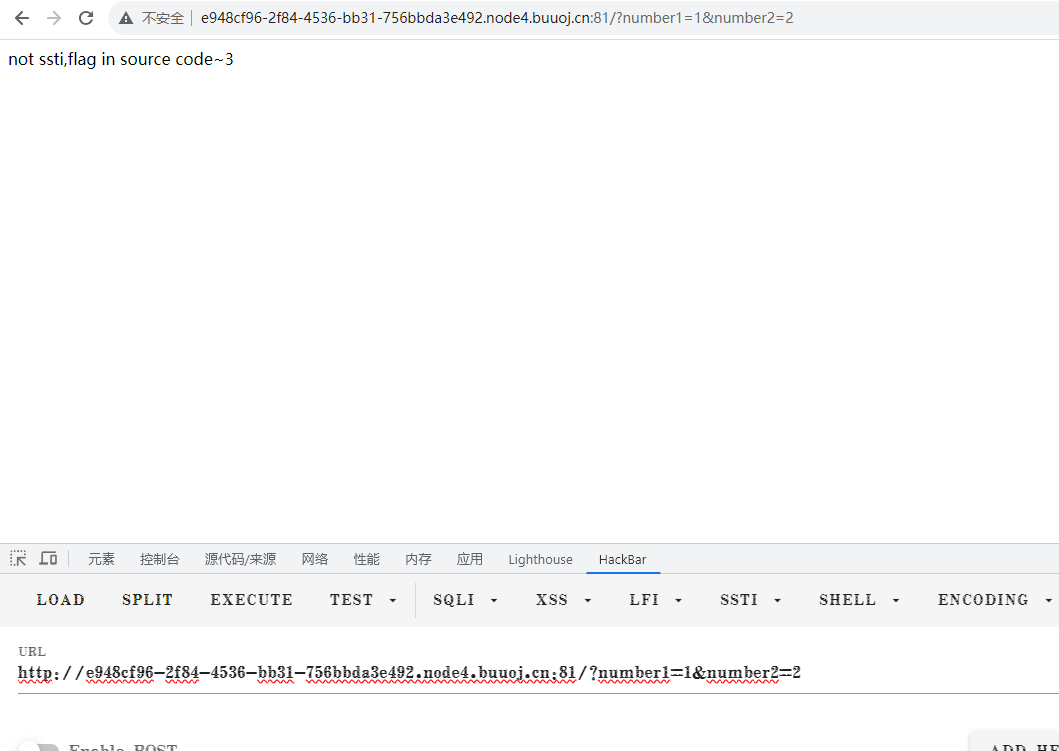 不安全 e948cf96-2f84-4536-bb31-756bbda3e492.node4.buuoj.cn:81/?number1=1&number2=2
not ssti,flag in source code~3
元素 控制台 源代码/来源 网络 性能 内存 应用 Lighthouse HackBar
LOAD SPLIT EXECUTE TEST SQLI XSS LFI SSTI SHELL ENCODING
URL
http://e948cf96-2f84-4536-bb31-756bbda3e492.node4.buuoj.cn:81/?number1=1&number2=2
Enable POST ADD HE